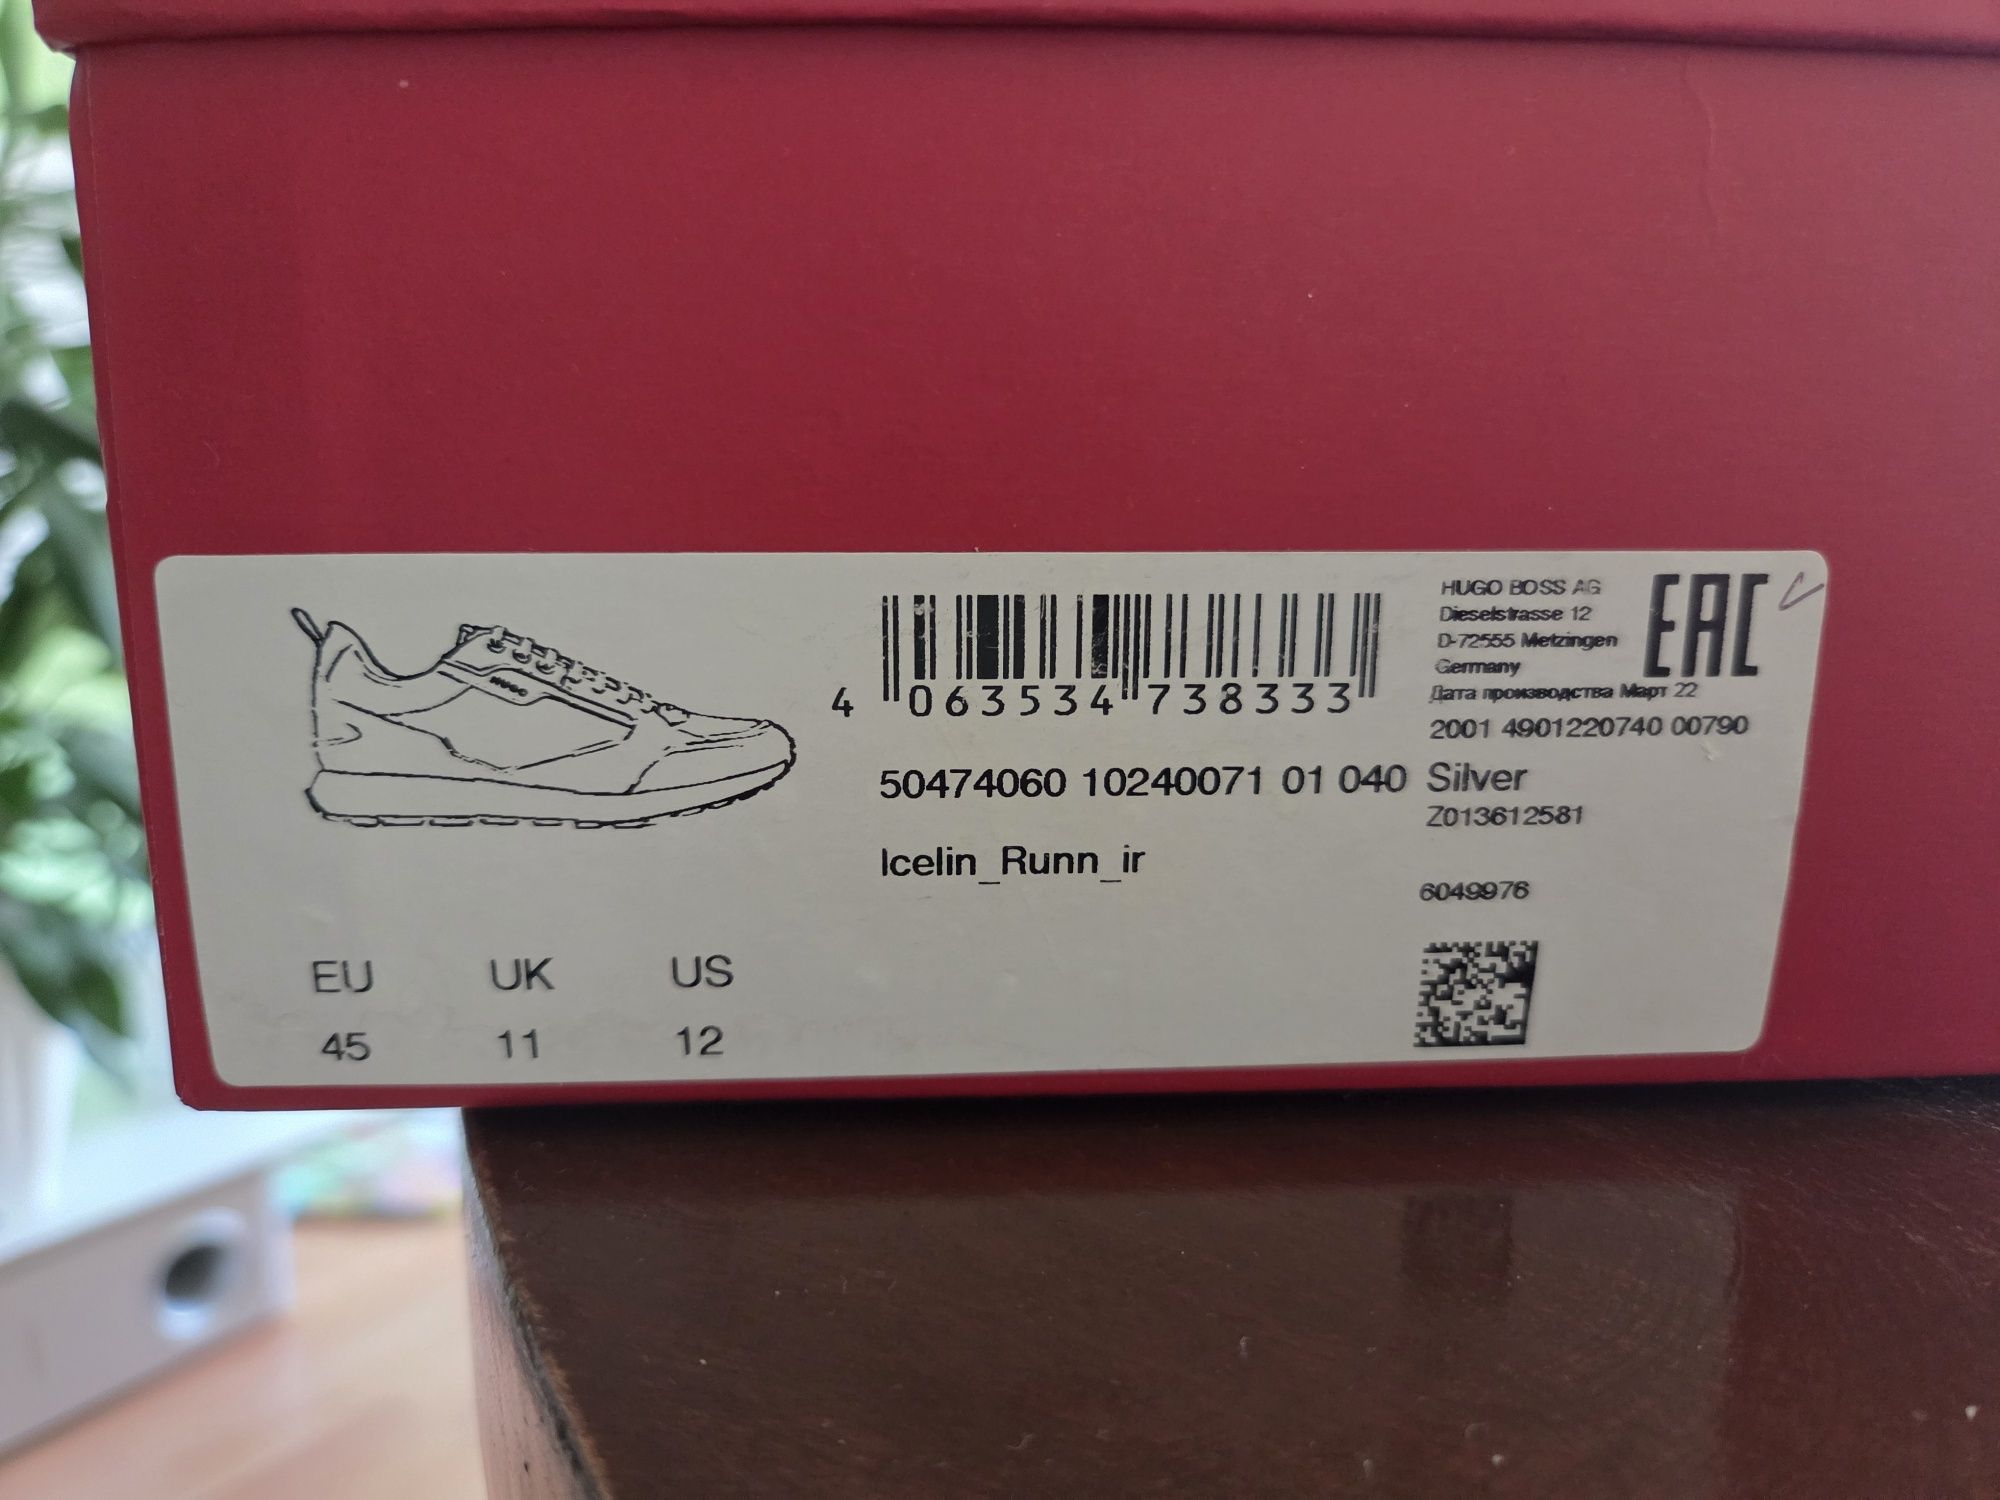 HUGO
4 063534 738333
50474060 10240071 01 040 Silver
Icelin_Runn_ir
HUGO BOSS AG
Dieselstrasse 12
D-72555 Metzingen
Germany
Дата производства Март 22
EAC
2001 4901220740 00790
Z013612581
6049976
EU UK US
45 11 12